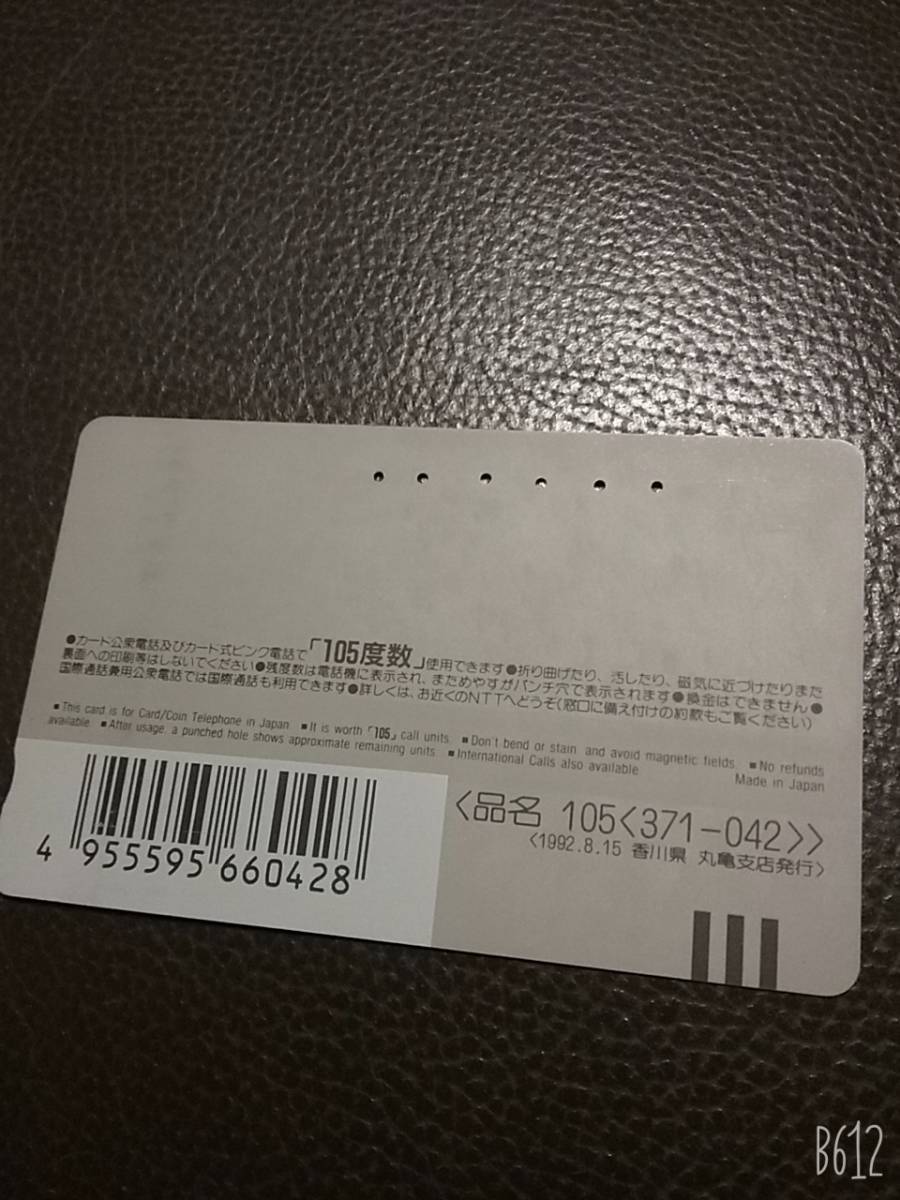 ●カード公衆電話及びカード式ピンク電話で「105度数」使用できます●折り曲げたり、汚したり、磁気に近づけたりまた
裏面への印刷等はしないでください●残度数は電話機に表示され、まためやすがパンチ穴で表示されます●換金はできません●
国際通話兼用公衆電話では国際通話も利用できます●詳しくは、お近くのNTTへどうぞ(窓口に備え付けの約款もご覧ください)
■This card is for Card/Coin Telephone in Japan. ■It is worth「105」call units. ■Don't bend or stain and avoid magnetic fields. ■No refunds
available. ■After usage, a punched hole shows approximate remaining units. ■International Calls also available.
Made in Japan
4 955595 660428
<品名 105<371-042>>
<1992.8.15 香川県 丸亀支店発行>
B612